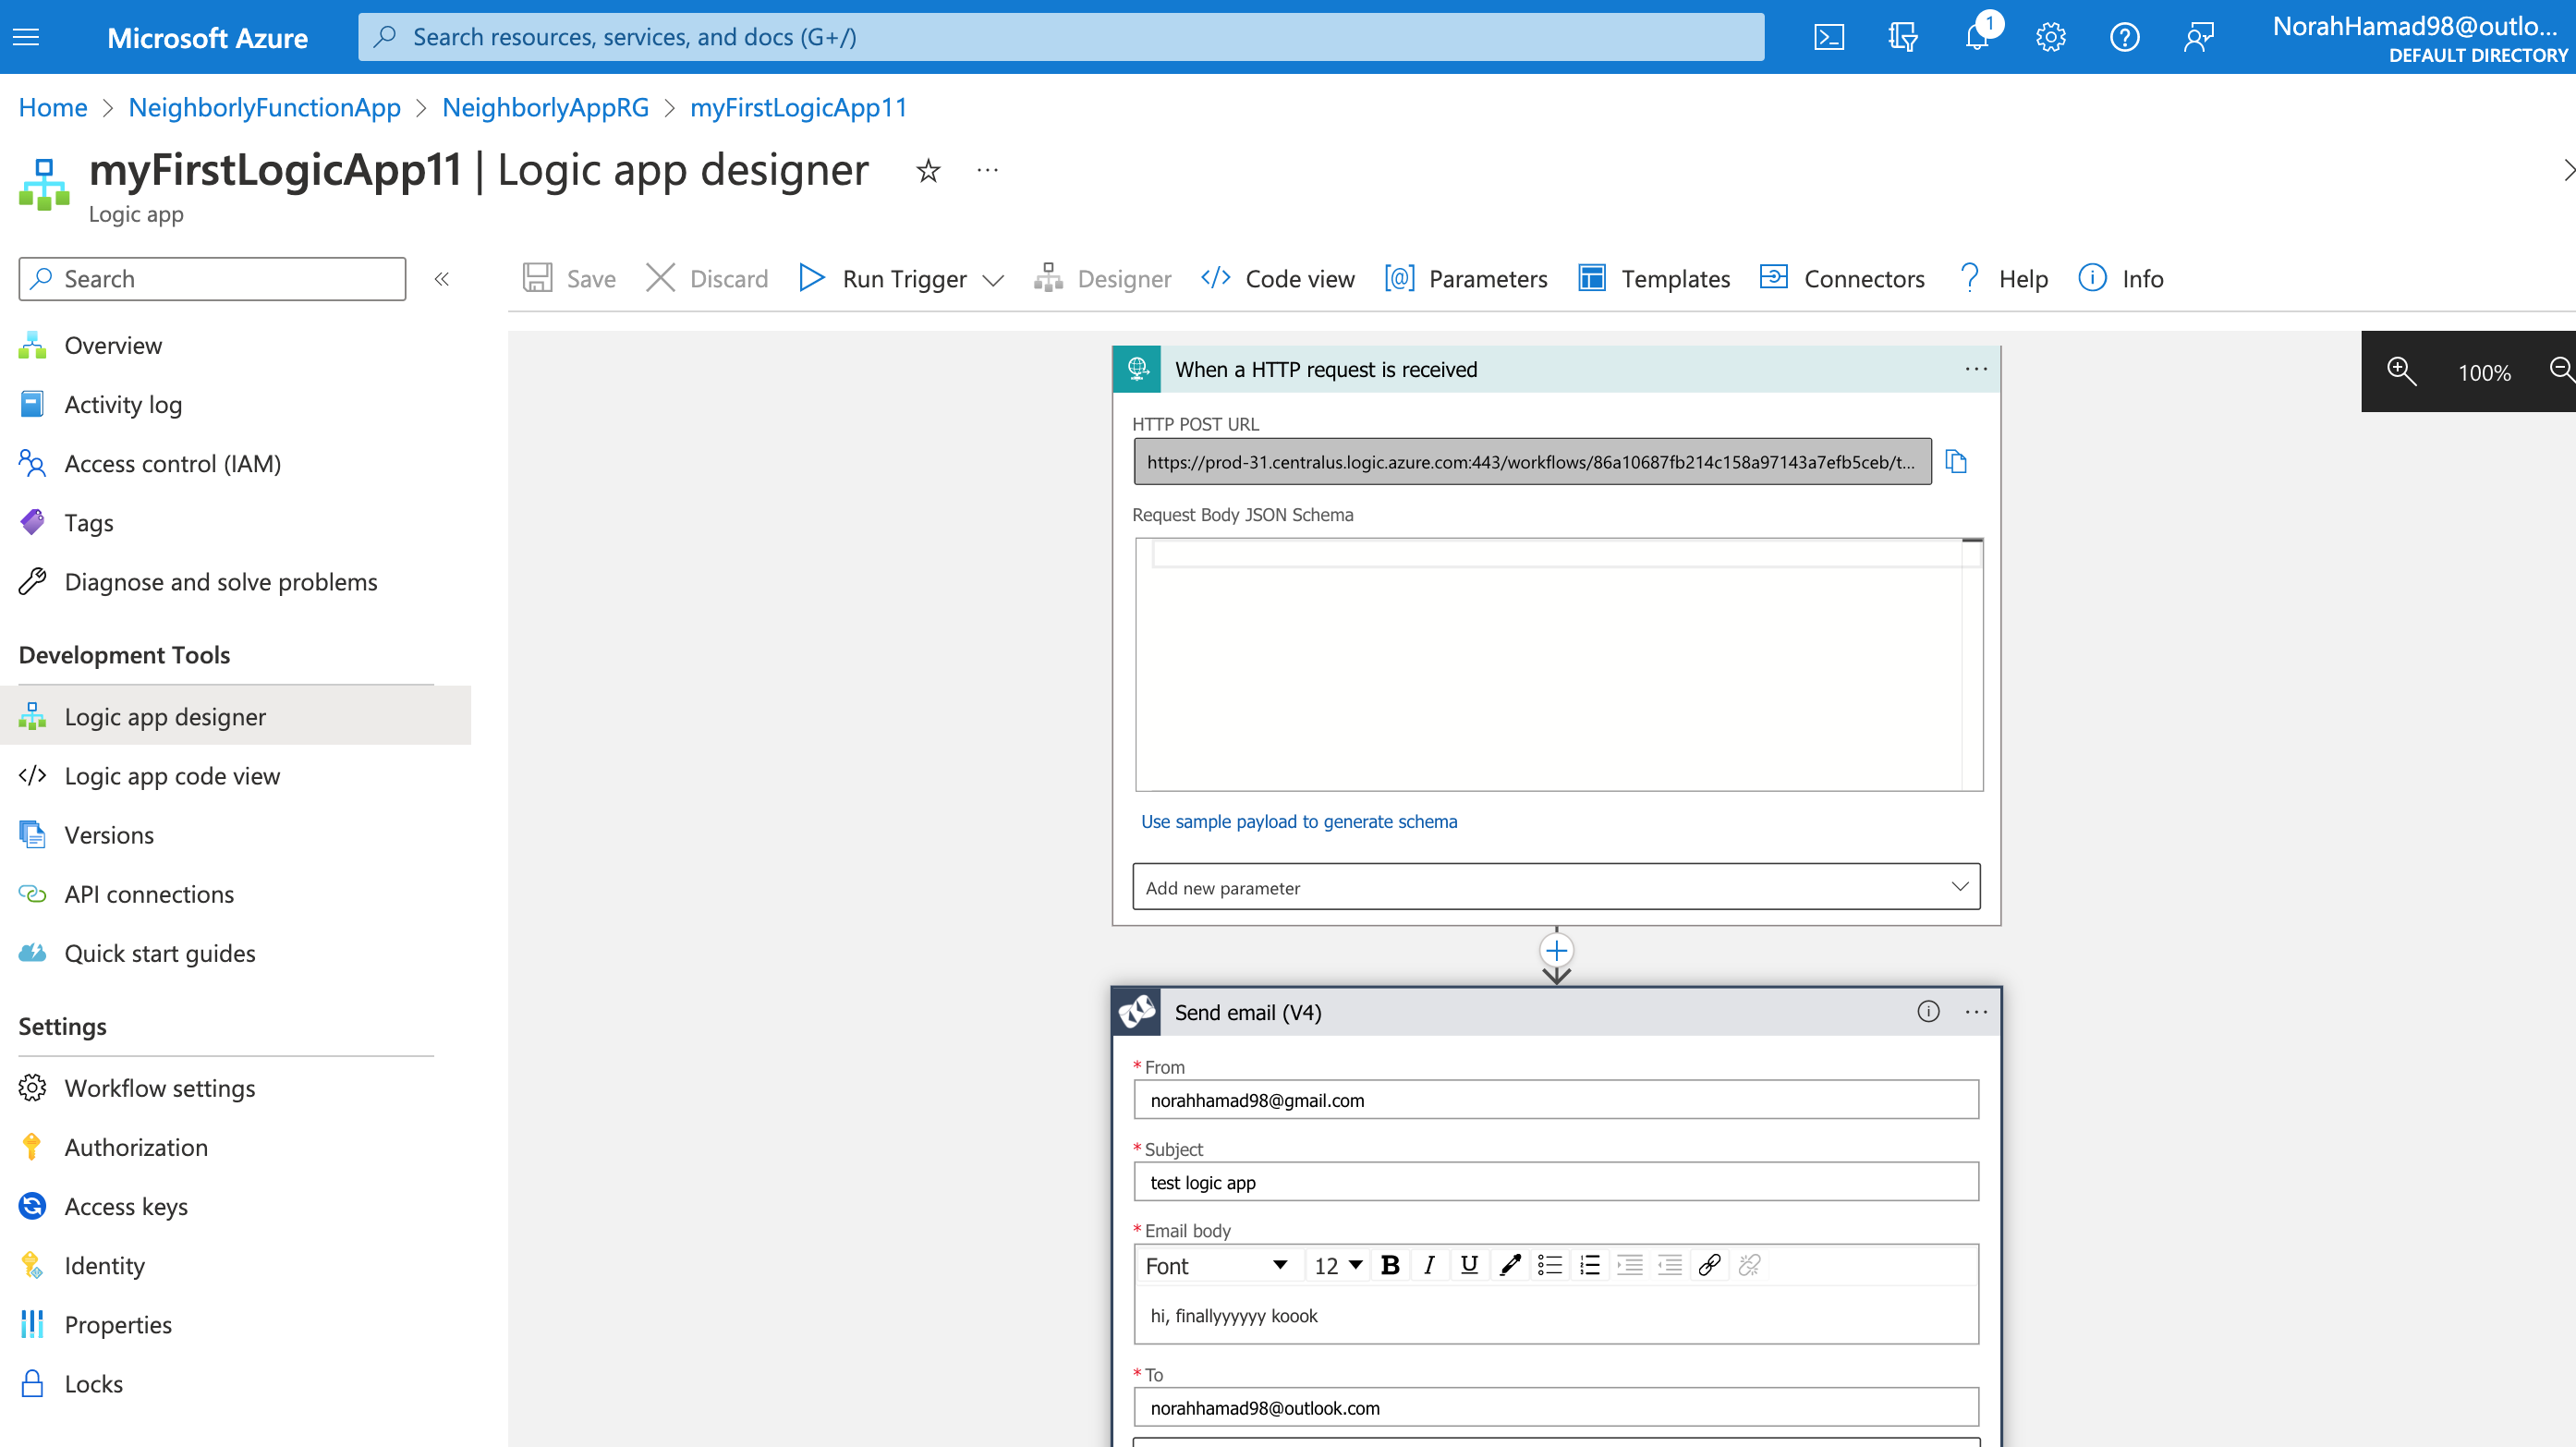 Microsoft Azure
Search resources, services, and docs (G+/)
1
NorahHamad98@outlo...
DEFAULT DIRECTORY
Home > NeighborlyFunctionApp > NeighborlyAppRG > myFirstLogicApp11
myFirstLogicApp11 | Logic app designer
Logic app
Search
Save
Discard
Run Trigger
Designer
Code view
Parameters
Templates
Connectors
Help
Info
Overview
Activity log
Access control (IAM)
Tags
Diagnose and solve problems
Development Tools
Logic app designer
Logic app code view
Versions
API connections
Quick start guides
Settings
Workflow settings
Authorization
Access keys
Identity
Properties
Locks
When a HTTP request is received
HTTP POST URL
https://prod-31.centralus.logic.azure.com:443/workflows/86a10687fb214c158a97143a7efb5ceb/t...
Request Body JSON Schema
Use sample payload to generate schema
Add new parameter
100%
Send email (V4)
* From
norahhamad98@gmail.com
* Subject
test logic app
* Email body
Font
12
B I U
hi, finallyyyyyy koook
* To
norahhamad98@outlook.com